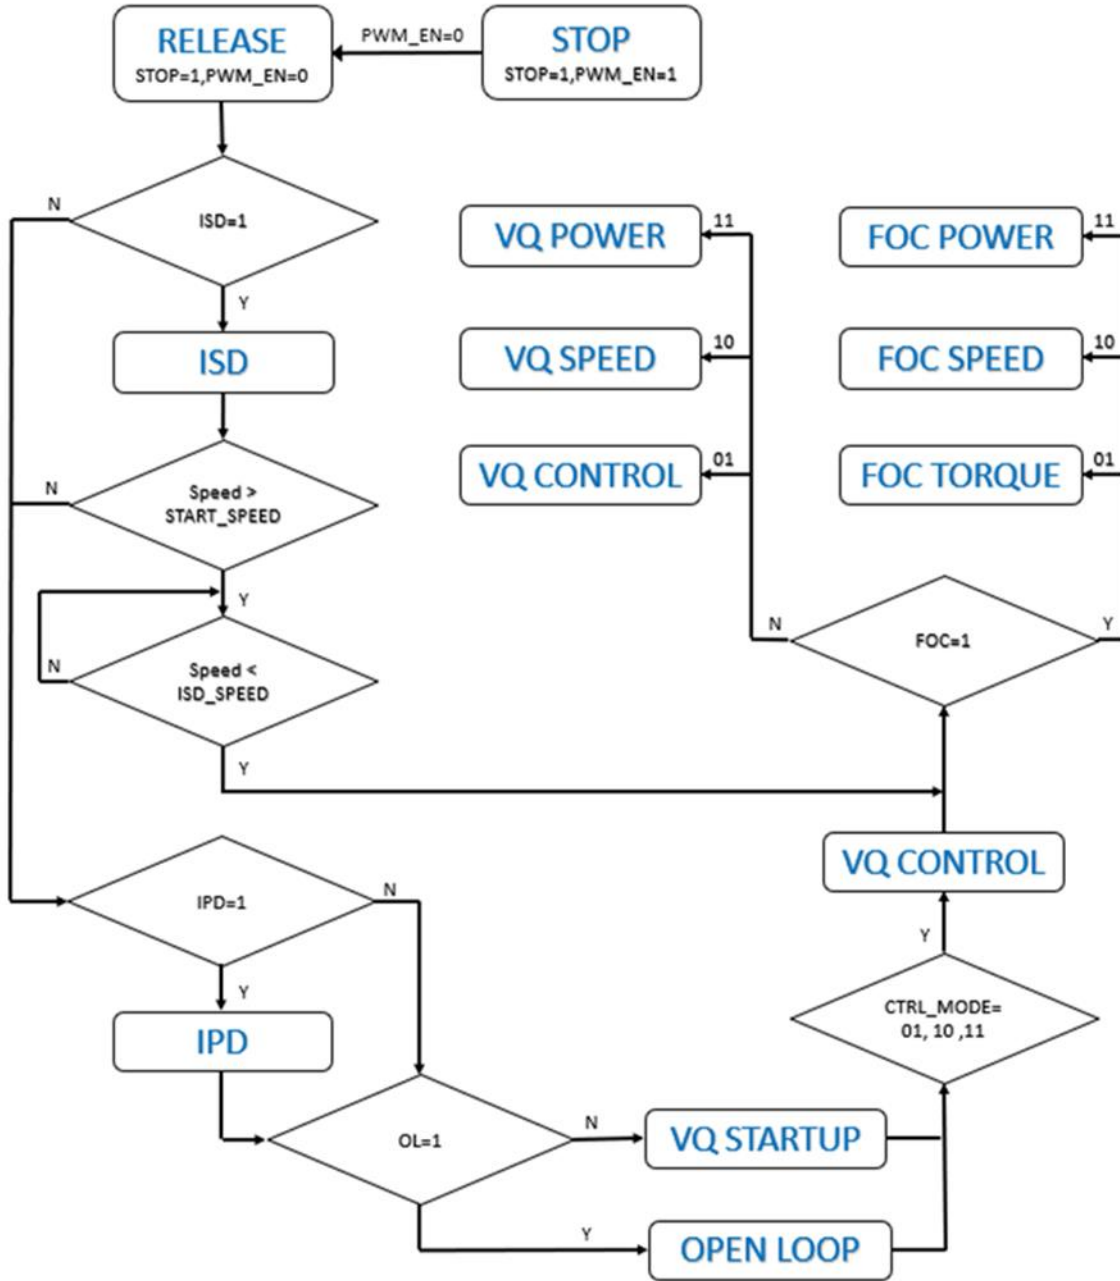 RELEASE
STOP=1,PWM_EN=0
PWM_EN=0
STOP
STOP=1,PWM_EN=1
N
ISD=1
Y
ISD
N
Speed >
START_SPEED
Y
N
Speed <
ISD_SPEED
Y
VQ POWER
11
VQ SPEED
10
VQ CONTROL
01
FOC POWER
11
FOC SPEED
10
FOC TORQUE
01
N
FOC=1
Y
VQ CONTROL
Y
CTRL_MODE=
01, 10 ,11
IPD=1
N
Y
IPD
OL=1
N
VQ STARTUP
Y
OPEN LOOP